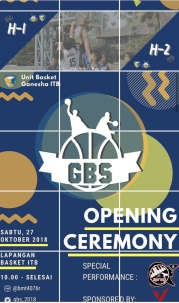 H-1
H-2
Unit Basket
Ganesha ITB
GBS
OPENING
CEREMONY
SABTU, 27
OKTOBER 2018
LAPANGAN
BASKET ITB
10.00 - SELESAI
SPECIAL
PERFORMANCE :
gbs_2018
SPONSORED BY: